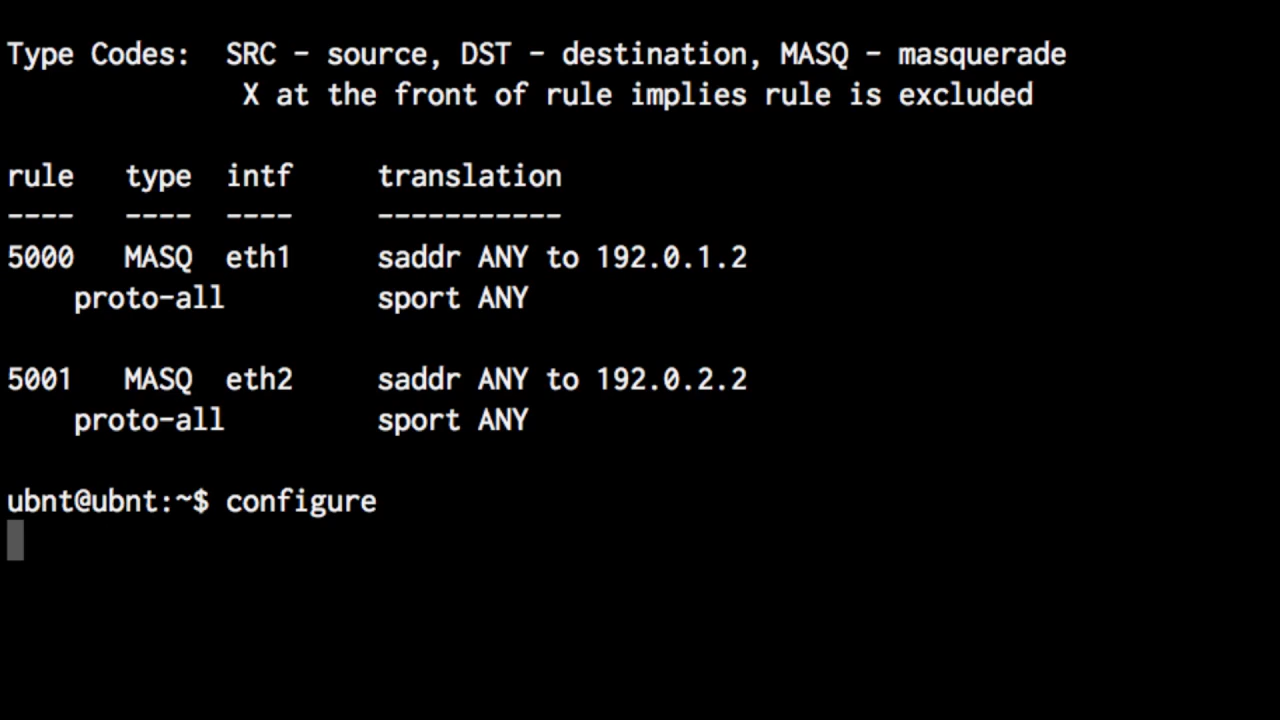 Type Codes:  SRC - source, DST - destination, MASQ - masquerade
              X at the front of rule implies rule is excluded
rule   type  intf     translation
----   ----  ----     -----------
5000   MASQ  eth1     saddr ANY to 192.0.1.2
    proto-all         sport ANY
5001   MASQ  eth2     saddr ANY to 192.0.2.2
    proto-all         sport ANY
ubnt@ubnt:~$ configure